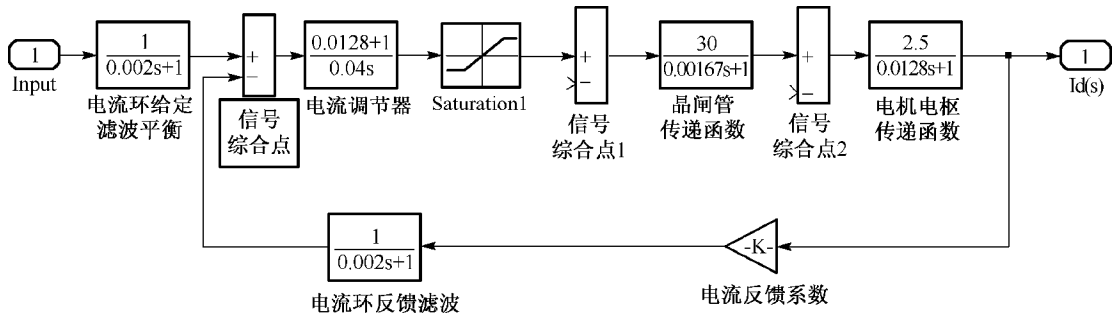 1
Input
1
0.002s+1
电流环给定
滤波平衡
+
−
信号
综合点
0.0128+1
0.04s
电流调节器
Saturation1
+
−
信号
综合点1
30
0.00167s+1
晶闸管
传递函数
+
−
信号
综合点2
2.5
0.0128s+1
电机电枢
传递函数
1
Id(s)
1
0.002s+1
电流环反馈滤波
-K-
电流反馈系数